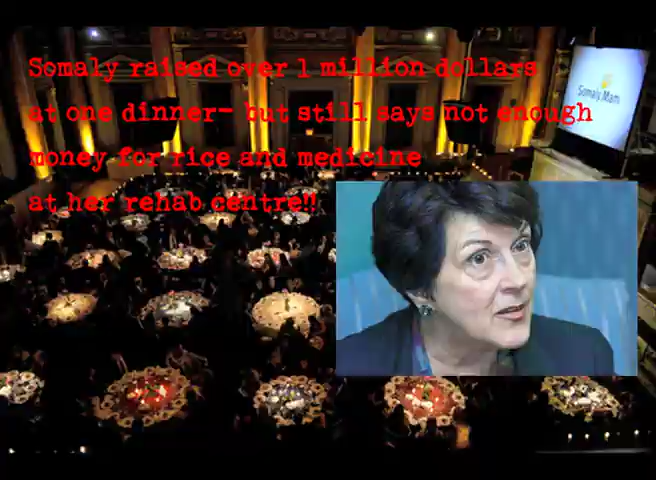 Somaly raised over 1 million dollars
at one dinner- but still says not enough
money for rice and medicine
at her rehab centre!!
Somaly Mam